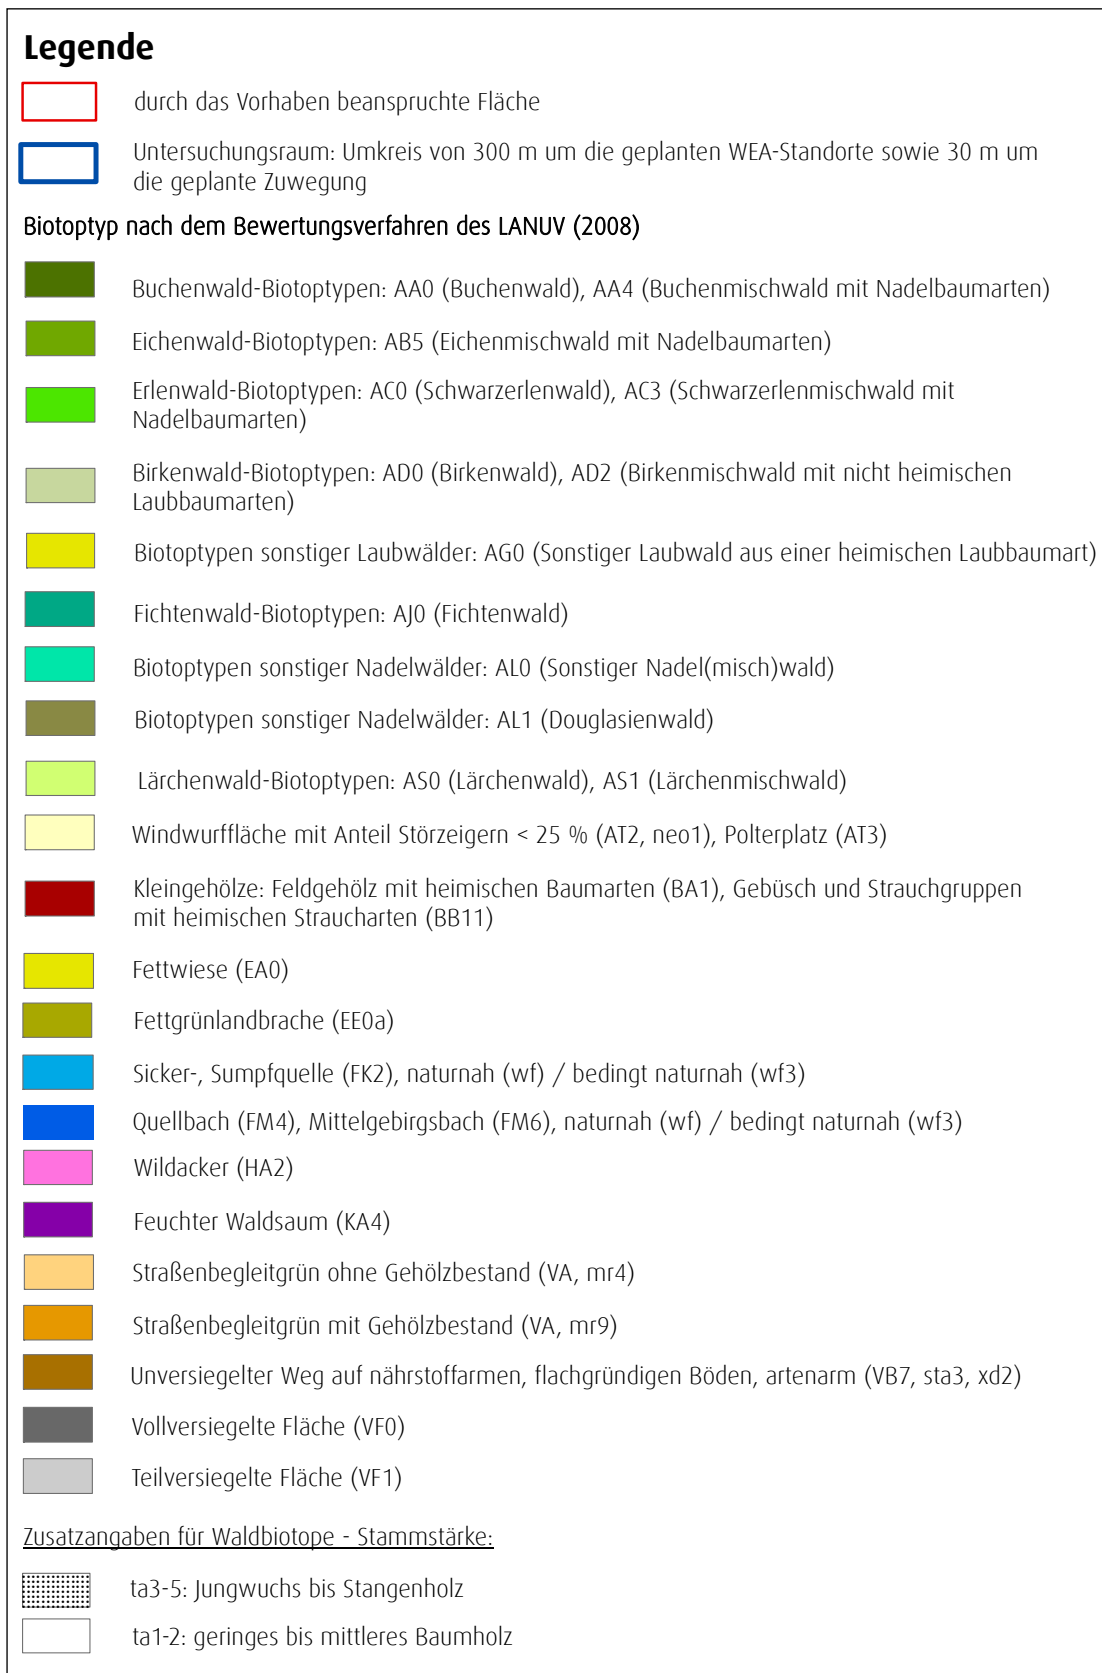 Legende
durch das Vorhaben beanspruchte Fläche
Untersuchungsraum: Umkreis von 300 m um die geplanten WEA-Standorte sowie 30 m um
die geplante Zuwegung
Biotoptyp nach dem Bewertungsverfahren des LANUV (2008)
Buchenwald-Biotoptypen: AA0 (Buchenwald), AA4 (Buchenmischwald mit Nadelbaumarten)
Eichenwald-Biotoptypen: AB5 (Eichenmischwald mit Nadelbaumarten)
Erlenwald-Biotoptypen: AC0 (Schwarzerlenwald), AC3 (Schwarzerlenmischwald mit
Nadelbaumarten)
Birkenwald-Biotoptypen: AD0 (Birkenwald), AD2 (Birkenmischwald mit nicht heimischen
Laubbaumarten)
Biotoptypen sonstiger Laubwälder: AG0 (Sonstiger Laubwald aus einer heimischen Laubbaumart)
Fichtenwald-Biotoptypen: AJ0 (Fichtenwald)
Biotoptypen sonstiger Nadelwälder: AL0 (Sonstiger Nadel(misch)wald)
Biotoptypen sonstiger Nadelwälder: AL1 (Douglasienwald)
Lärchenwald-Biotoptypen: AS0 (Lärchenwald), AS1 (Lärchenmischwald)
Windwurffläche mit Anteil Störzeigern < 25 % (AT2, neo1), Polterplatz (AT3)
Kleingehölze: Feldgehölz mit heimischen Baumarten (BA1), Gebüsch und Strauchgruppen
mit heimischen Straucharten (BB11)
Fettwiese (EA0)
Fettgrünlandbrache (EE0a)
Sicker-, Sumpfquelle (FK2), naturnah (wf) / bedingt naturnah (wf3)
Quellbach (FM4), Mittelgebirgsbach (FM6), naturnah (wf) / bedingt naturnah (wf3)
Wildacker (HA2)
Feuchter Waldsaum (KA4)
Straßenbegleitgrün ohne Gehölzbestand (VA, mr4)
Straßenbegleitgrün mit Gehölzbestand (VA, mr9)
Unversiegelter Weg auf nährstoffarmen, flachgründigen Böden, artenarm (VB7, sta3, xd2)
Vollversiegelte Fläche (VF0)
Teilversiegelte Fläche (VF1)
Zusatzangaben für Waldbiotope - Stammstärke:
ta3-5: Jungwuchs bis Stangenholz
ta1-2: geringes bis mittleres Baumholz